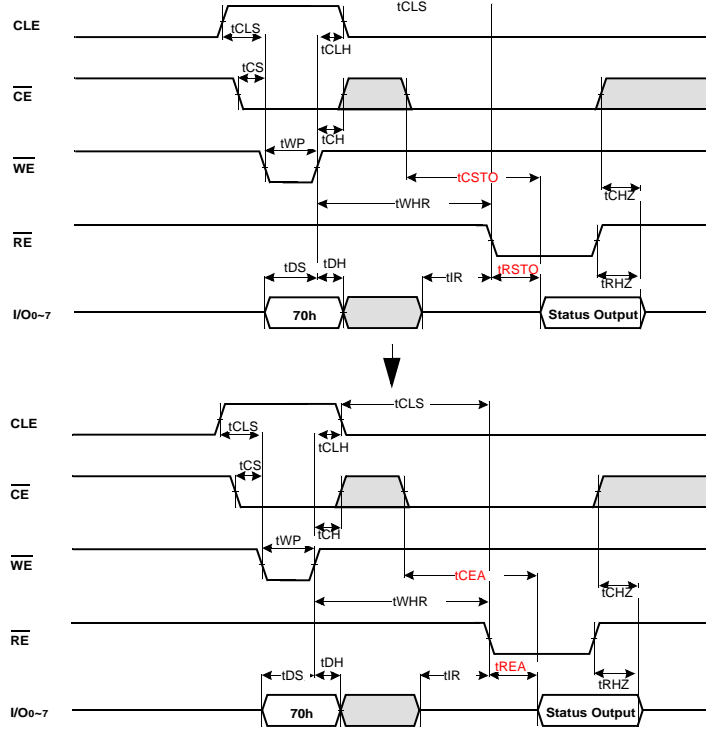 tCLS
CLE
tCLS
tCLH
tCS
CE
tCH
tWP
WE
tCSTO
tCHZ
tWHR
RE
tDS
tDH
tIR
tRSTO
tRHZ
I/O0~7
70h
Status Output
tCLS
CLE
tCLS
tCLH
tCS
CE
tCH
tWP
WE
tCEA
tCHZ
tWHR
RE
tDS
tDH
tIR
tREA
tRHZ
I/O0~7
70h
Status Output